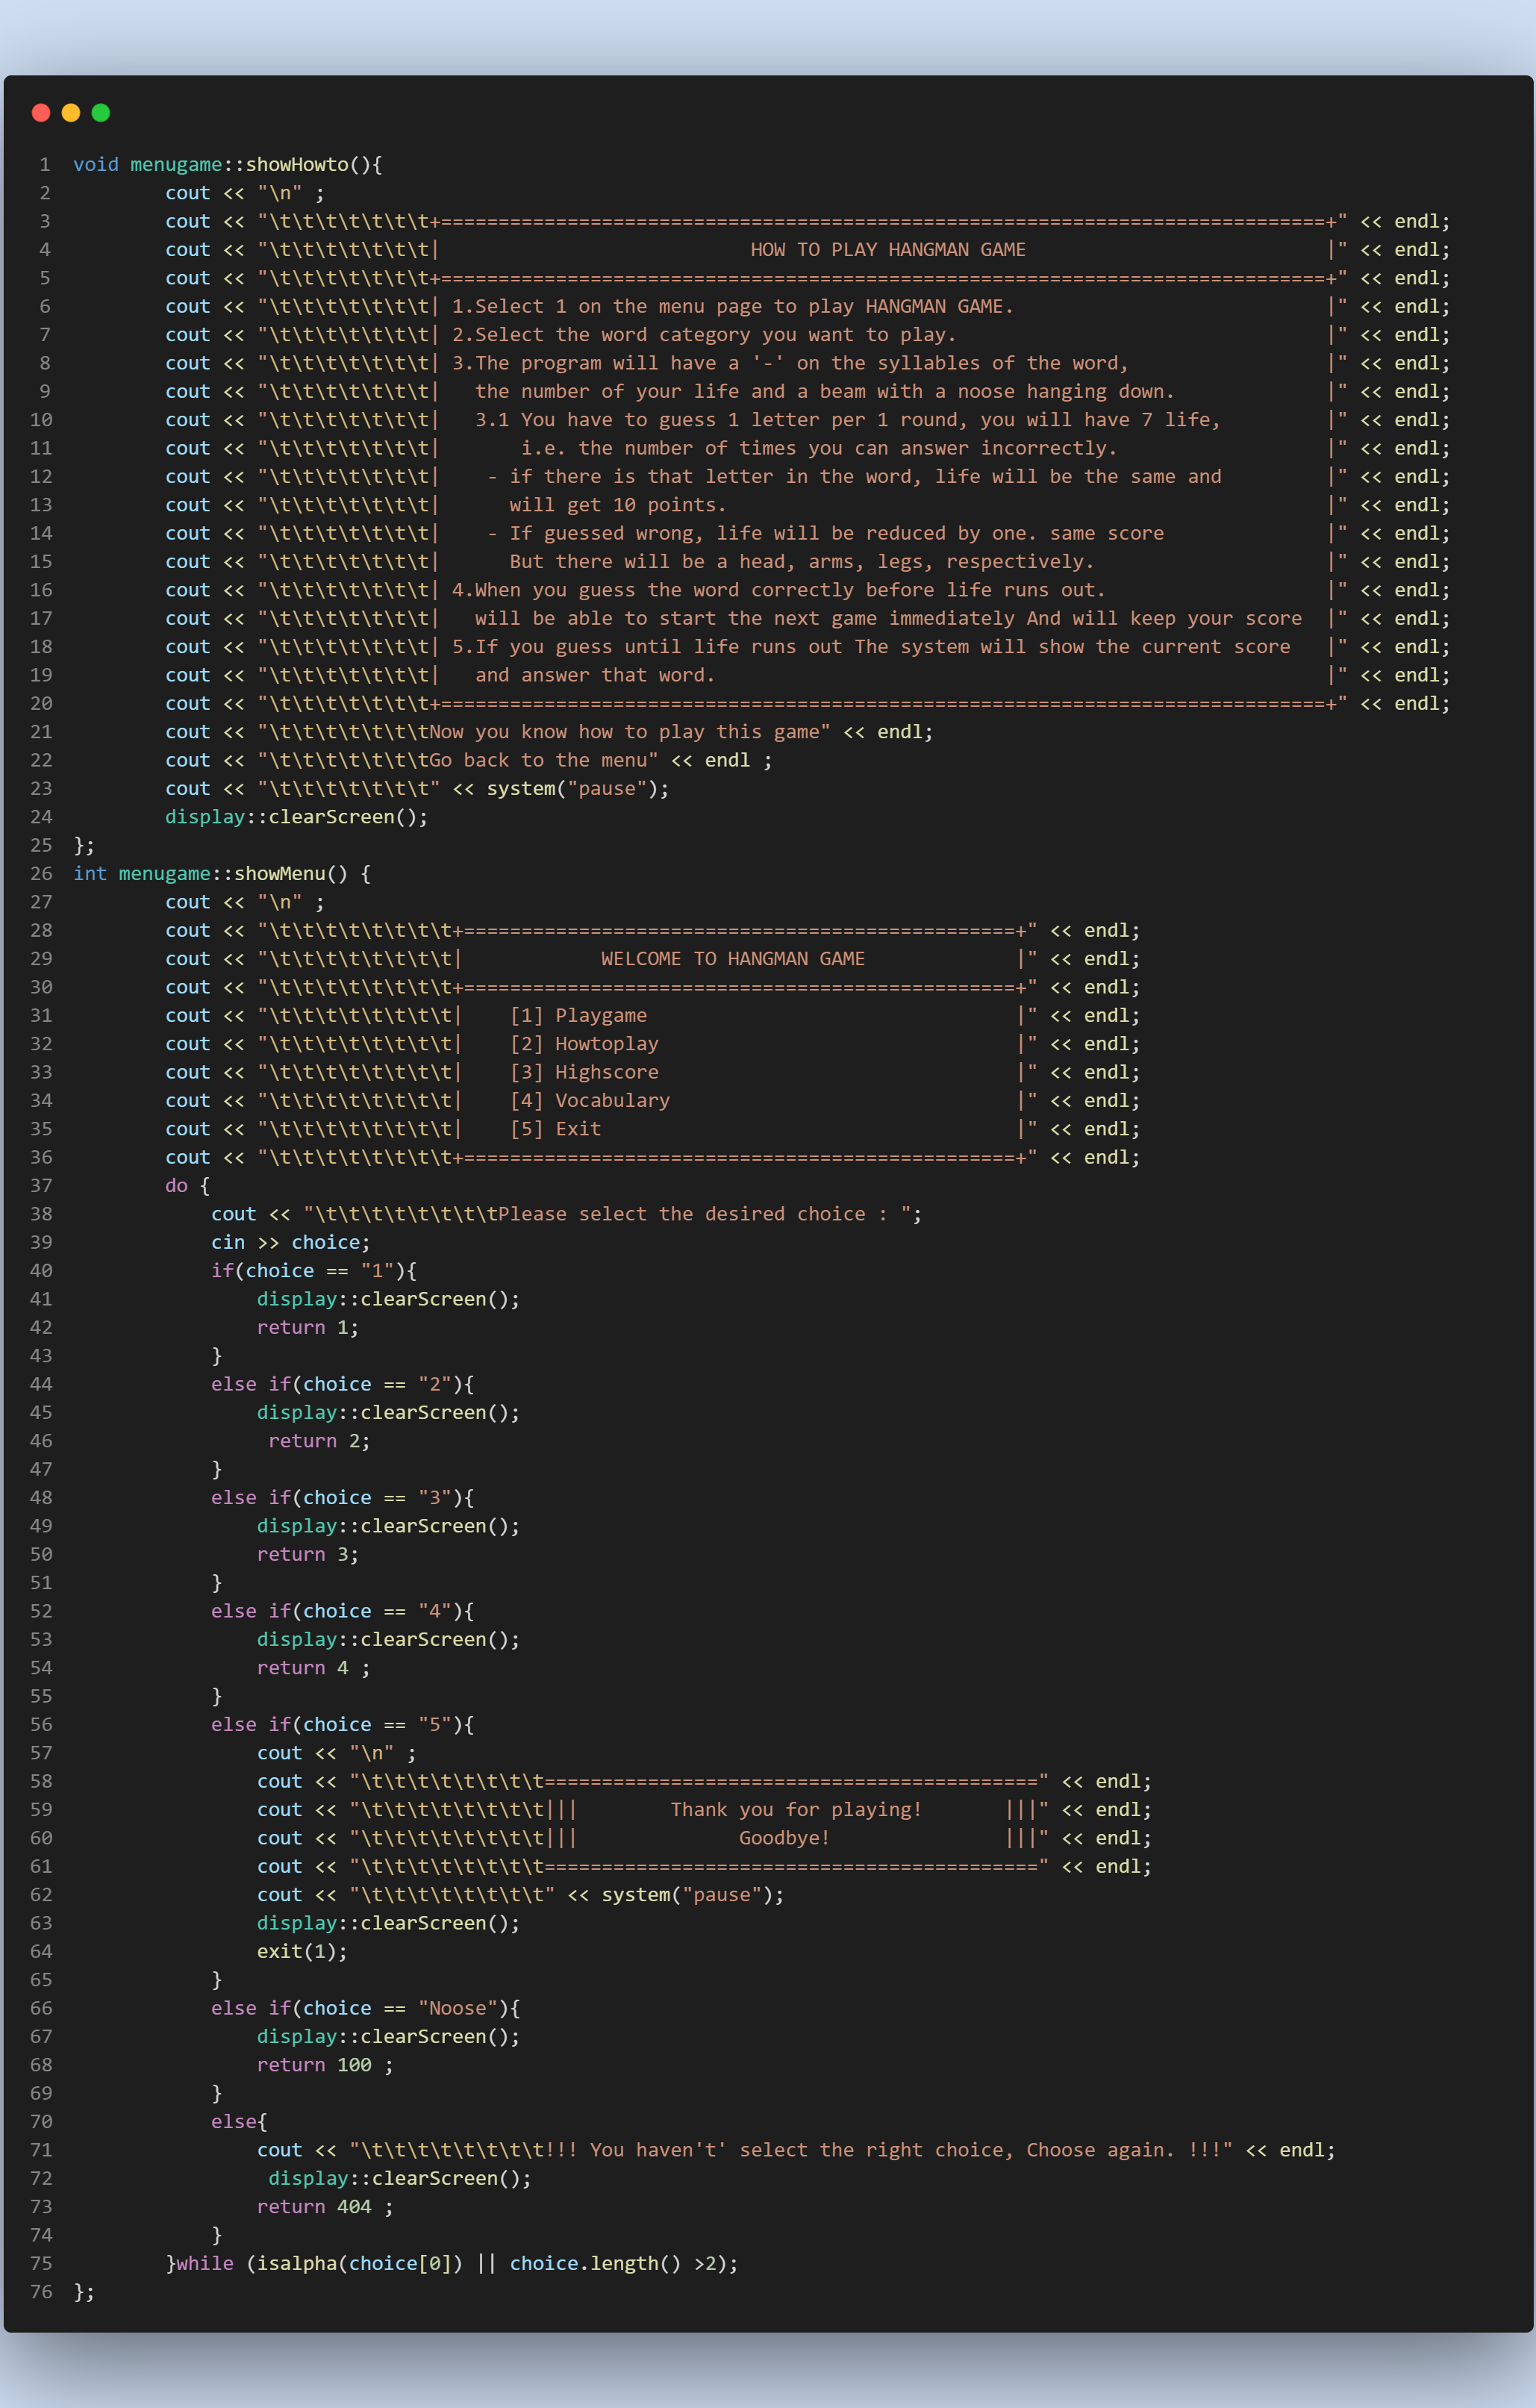 1 void menugame::showHowto(){
2         cout << "\n" ;
3         cout << "\t\t\t\t\t\t\t+=============================================================================+" << endl;
4         cout << "\t\t\t\t\t\t\t|                           HOW TO PLAY HANGMAN GAME                          |" << endl;
5         cout << "\t\t\t\t\t\t\t+=============================================================================+" << endl;
6         cout << "\t\t\t\t\t\t\t| 1.Select 1 on the menu page to play HANGMAN GAME.                           |" << endl;
7         cout << "\t\t\t\t\t\t\t| 2.Select the word category you want to play.                                |" << endl;
8         cout << "\t\t\t\t\t\t\t| 3.The program will have a '-' on the syllables of the word,                 |" << endl;
9         cout << "\t\t\t\t\t\t\t|   the number of your life and a beam with a noose hanging down.             |" << endl;
10         cout << "\t\t\t\t\t\t\t|   3.1 You have to guess 1 letter per 1 round, you will have 7 life,         |" << endl;
11         cout << "\t\t\t\t\t\t\t|       i.e. the number of times you can answer incorrectly.                  |" << endl;
12         cout << "\t\t\t\t\t\t\t|    - if there is that letter in the word, life will be the same and         |" << endl;
13         cout << "\t\t\t\t\t\t\t|      will get 10 points.                                                    |" << endl;
14         cout << "\t\t\t\t\t\t\t|    - If guessed wrong, life will be reduced by one. same score              |" << endl;
15         cout << "\t\t\t\t\t\t\t|      But there will be a head, arms, legs, respectively.                    |" << endl;
16         cout << "\t\t\t\t\t\t\t| 4.When you guess the word correctly before life runs out.                   |" << endl;
17         cout << "\t\t\t\t\t\t\t|   will be able to start the next game immediately And will keep your score  |" << endl;
18         cout << "\t\t\t\t\t\t\t| 5.If you guess until life runs out The system will show the current score   |" << endl;
19         cout << "\t\t\t\t\t\t\t|   and answer that word.                                                     |" << endl;
20         cout << "\t\t\t\t\t\t\t+=============================================================================+" << endl;
21         cout << "\t\t\t\t\t\t\tNow you know how to play this game" << endl;
22         cout << "\t\t\t\t\t\t\tGo back to the menu" << endl ;
23         cout << "\t\t\t\t\t\t\t" << system("pause");
24         display::clearScreen();
25 };
26 int menugame::showMenu() {
27         cout << "\n" ;
28         cout << "\t\t\t\t\t\t\t\t+================================================+" << endl;
29         cout << "\t\t\t\t\t\t\t\t|            WELCOME TO HANGMAN GAME             |" << endl;
30         cout << "\t\t\t\t\t\t\t\t+================================================+" << endl;
31         cout << "\t\t\t\t\t\t\t\t|    [1] Playgame                                |" << endl;
32         cout << "\t\t\t\t\t\t\t\t|    [2] Howtoplay                               |" << endl;
33         cout << "\t\t\t\t\t\t\t\t|    [3] Highscore                               |" << endl;
34         cout << "\t\t\t\t\t\t\t\t|    [4] Vocabulary                              |" << endl;
35         cout << "\t\t\t\t\t\t\t\t|    [5] Exit                                    |" << endl;
36         cout << "\t\t\t\t\t\t\t\t+================================================+" << endl;
37         do {
38             cout << "\t\t\t\t\t\t\t\tPlease select the desired choice : ";
39             cin >> choice;
40             if(choice == "1"){
41                 display::clearScreen();
42                 return 1;
43             }
44             else if(choice == "2"){
45                 display::clearScreen();
46                  return 2;
47             }
48             else if(choice == "3"){
49                 display::clearScreen();
50                 return 3;
51             }
52             else if(choice == "4"){
53                 display::clearScreen();
54                 return 4 ;
55             }
56             else if(choice == "5"){
57                 cout << "\n" ;
58                 cout << "\t\t\t\t\t\t\t\t===========================================" << endl;
59                 cout << "\t\t\t\t\t\t\t\t|||        Thank you for playing!       |||" << endl;
60                 cout << "\t\t\t\t\t\t\t\t|||              Goodbye!               |||" << endl;
61                 cout << "\t\t\t\t\t\t\t\t===========================================" << endl;
62                 cout << "\t\t\t\t\t\t\t\t" << system("pause");
63                 display::clearScreen();
64                 exit(1);
65             }
66             else if(choice == "Noose"){
67                 display::clearScreen();
68                 return 100 ;
69             }
70             else{
71                 cout << "\t\t\t\t\t\t\t\t!!! You haven't' select the right choice, Choose again. !!!" << endl;
72                  display::clearScreen();
73                 return 404 ;
74             }
75         }while (isalpha(choice[0]) || choice.length() >2);
76 };